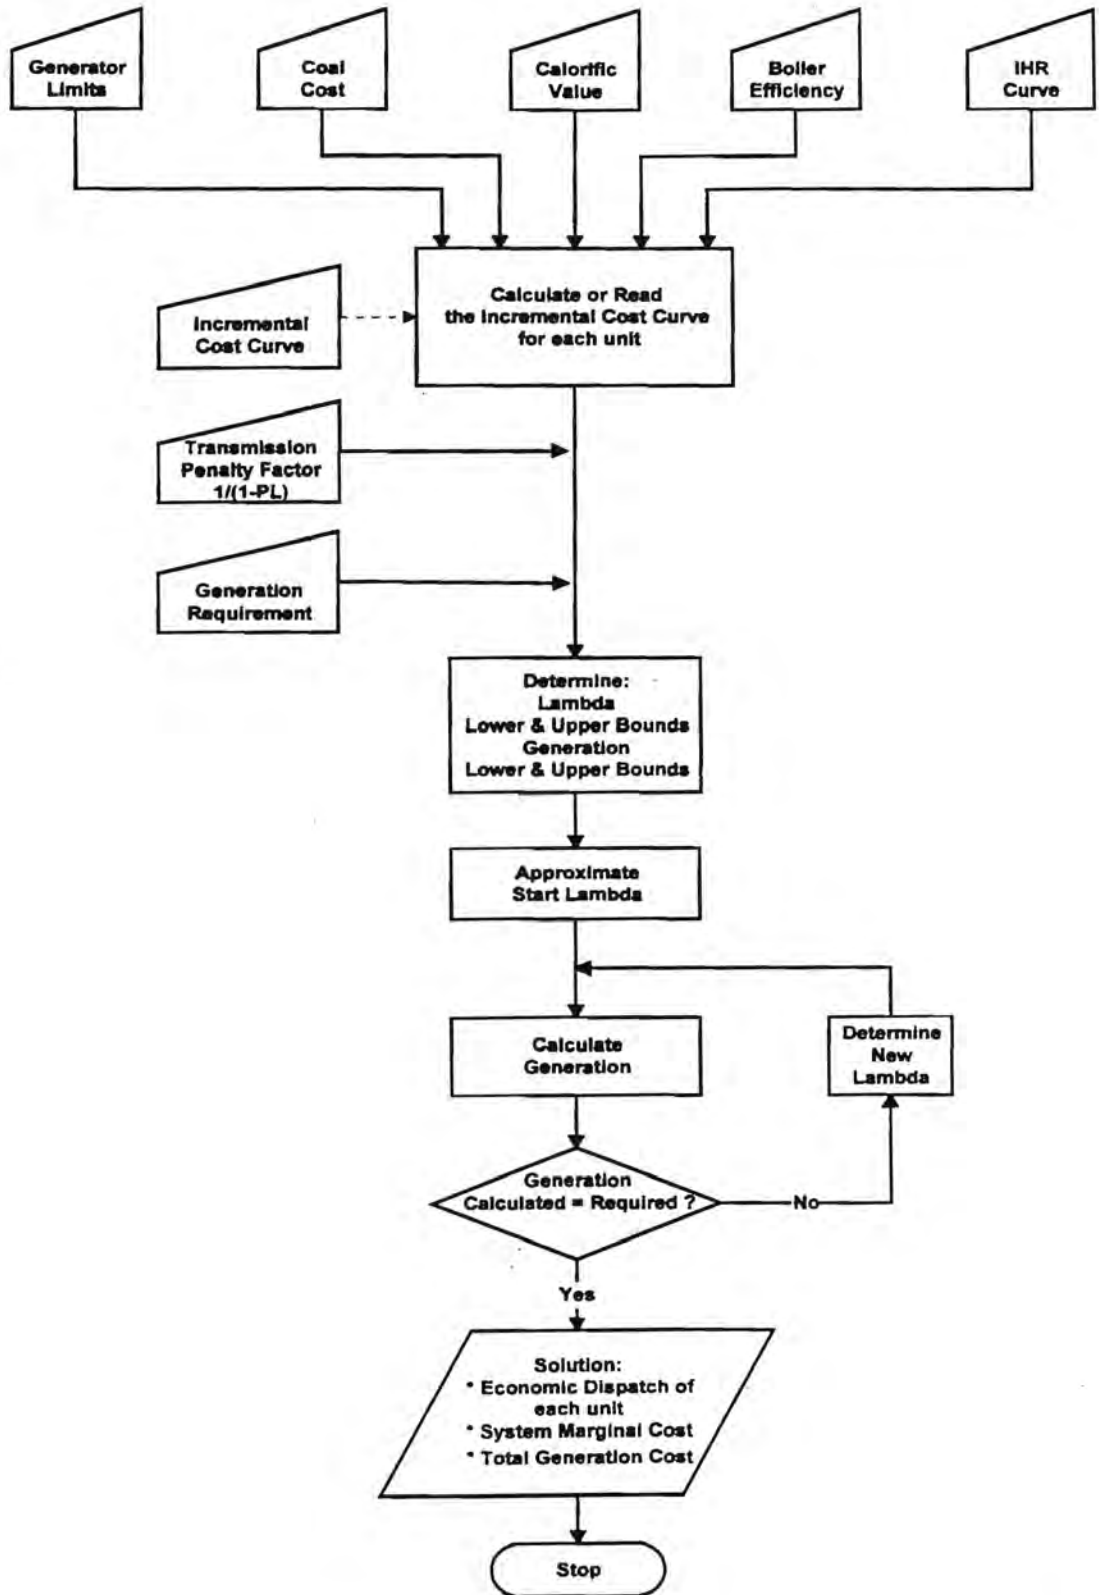 Generator
Limits
Coal
Cost
Calorific
Value
Boiler
Efficiency
IHR
Curve
Calculate or Read
the Incremental Cost Curve
for each unit
Incremental
Cost Curve
Transmission
Penalty Factor
1/(1-PL)
Generation
Requirement
Determine:
Lambda
Lower & Upper Bounds
Generation
Lower & Upper Bounds
Approximate
Start Lambda
Calculate
Generation
Determine
New
Lambda
Generation
Calculated = Required ?
No
Yes
Solution:
* Economic Dispatch of
each unit
* System Marginal Cost
* Total Generation Cost
Stop